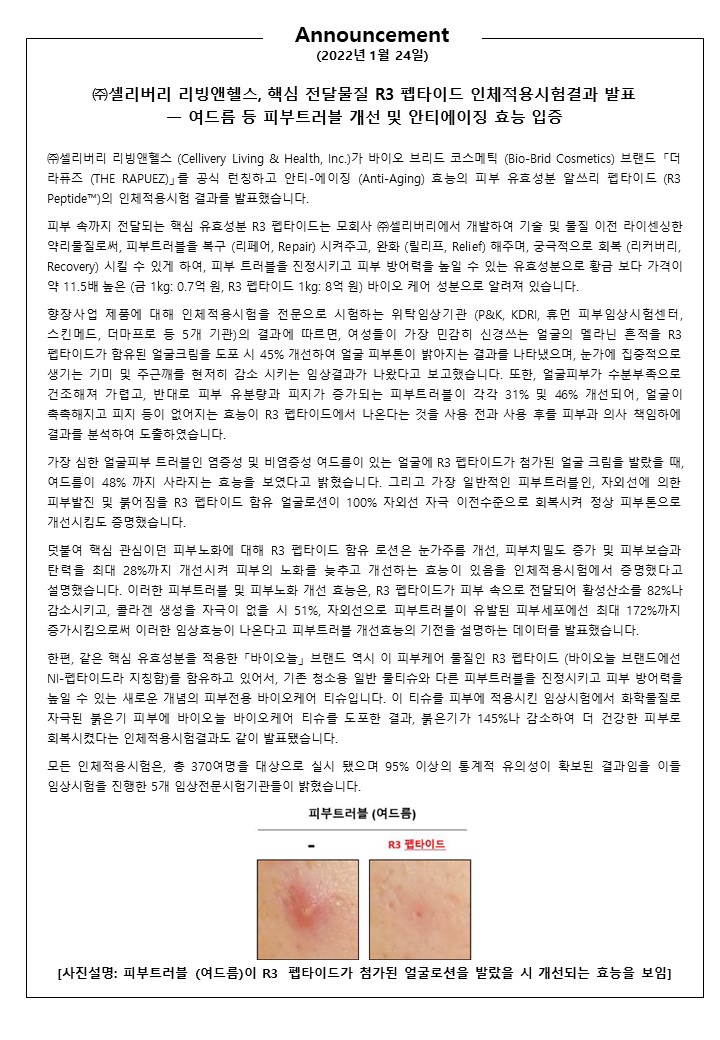 Announcement
(2022년 1월 24일)
㈜셀리버리 리빙앤헬스, 핵심 전달물질 R3 펩타이드 인체적용시험결과 발표
— 여드름 등 피부트러블 개선 및 안티에이징 효능 입증
㈜셀리버리 리빙앤헬스 (Cellivery Living & Health, Inc.)가 바이오 브리드 코스메틱 (Bio-Brid Cosmetics) 브랜드 「더
라퓨즈 (THE RAPUEZ)」를 공식 런칭하고 안티-에이징 (Anti-Aging) 효능의 피부 유효성분 알쓰리 펩타이드 (R3
Peptide™)의 인체적용시험 결과를 발표했습니다.
피부 속까지 전달되는 핵심 유효성분 R3 펩타이드는 모회사 ㈜셀리버리에서 개발하여 기술 및 물질 이전 라이센싱한
약리물질로써, 피부트러블을 복구 (리페어, Repair) 시켜주고, 완화 (릴리프, Relief) 해주며, 궁극적으로 회복 (리커버리,
Recovery) 시킬 수 있게 하여, 피부 트러블을 진정시키고 피부 방어력을 높일 수 있는 유효성분으로 황금 보다 가격이
약 11.5배 높은 (금 1kg: 0.7억 원, R3 펩타이드 1kg: 8억 원) 바이오 케어 성분으로 알려져 있습니다.
향장사업 제품에 대해 인체적용시험을 전문으로 시험하는 위탁임상기관 (P&K, KDRI, 휴먼 피부임상시험센터,
스킨메드, 더마프로 등 5개 기관)의 결과에 따르면, 여성들이 가장 민감히 신경쓰는 얼굴의 멜라닌 흔적을 R3
펩타이드가 함유된 얼굴크림을 도포 시 45% 개선하여 얼굴 피부톤이 밝아지는 결과를 나타냈으며, 눈가에 집중적으로
생기는 기미 및 주근깨를 현저히 감소 시키는 임상결과가 나왔다고 보고했습니다. 또한, 얼굴피부가 수분부족으로
건조해져 가렵고, 반대로 피부 유분량과 피지가 증가되는 피부트러블이 각각 31% 및 46% 개선되어, 얼굴이
촉촉해지고 피지 등이 없어지는 효능이 R3 펩타이드에서 나온다는 것을 사용 전과 사용 후를 피부과 의사 책임하에
결과를 분석하여 도출하였습니다.
가장 심한 얼굴피부 트러블인 염증성 및 비염증성 여드름이 있는 얼굴에 R3 펩타이드가 첨가된 얼굴 크림을 발랐을 때,
여드름이 48% 까지 사라지는 효능을 보였다고 밝혔습니다. 그리고 가장 일반적인 피부트러블인, 자외선에 의한
피부발진 및 붉어짐을 R3 펩타이드 함유 얼굴로션이 100% 자외선 자극 이전수준으로 회복시켜 정상 피부톤으로
개선시킴도 증명했습니다.
덧붙여 핵심 관심이던 피부노화에 대해 R3 펩타이드 함유 로션은 눈가주름 개선, 피부치밀도 증가 및 피부보습과
탄력을 최대 28%까지 개선시켜 피부의 노화를 늦추고 개선하는 효능이 있음을 인체적용시험에서 증명했다고
설명했습니다. 이러한 피부트러블 및 피부노화 개선 효능은, R3 펩타이드가 피부 속으로 전달되어 활성산소를 82%나
감소시키고, 콜라겐 생성을 자극이 없을 시 51%, 자외선으로 피부트러블이 유발된 피부세포에선 최대 172%까지
증가시킴으로써 이러한 임상효능이 나온다고 피부트러블 개선효능의 기전을 설명하는 데이터를 발표했습니다.
한편, 같은 핵심 유효성분을 적용한 「바이오늘」 브랜드 역시 이 피부케어 물질인 R3 펩타이드 (바이오늘 브랜드에선
NI-펩타이드라 지칭함)를 함유하고 있어서, 기존 청소용 일반 물티슈와 다른 피부트러블을 진정시키고 피부 방어력을
높일 수 있는 새로운 개념의 피부전용 바이오케어 티슈입니다. 이 티슈를 피부에 적용시킨 임상시험에서 화학물질로
자극된 붉은기 피부에 바이오늘 바이오케어 티슈를 도포한 결과, 붉은기가 145%나 감소하여 더 건강한 피부로
회복시켰다는 인체적용시험결과도 같이 발표됐습니다.
모든 인체적용시험은, 총 370여명을 대상으로 실시 됐으며 95% 이상의 통계적 유의성이 확보된 결과임을 이들
임상시험을 진행한 5개 임상전문시험기관들이 밝혔습니다.
피부트러블 (여드름)
– R3 펩타이드
[사진설명: 피부트러블 (여드름)이 R3 펩타이드가 첨가된 얼굴로션을 발랐을 시 개선되는 효능을 보임]